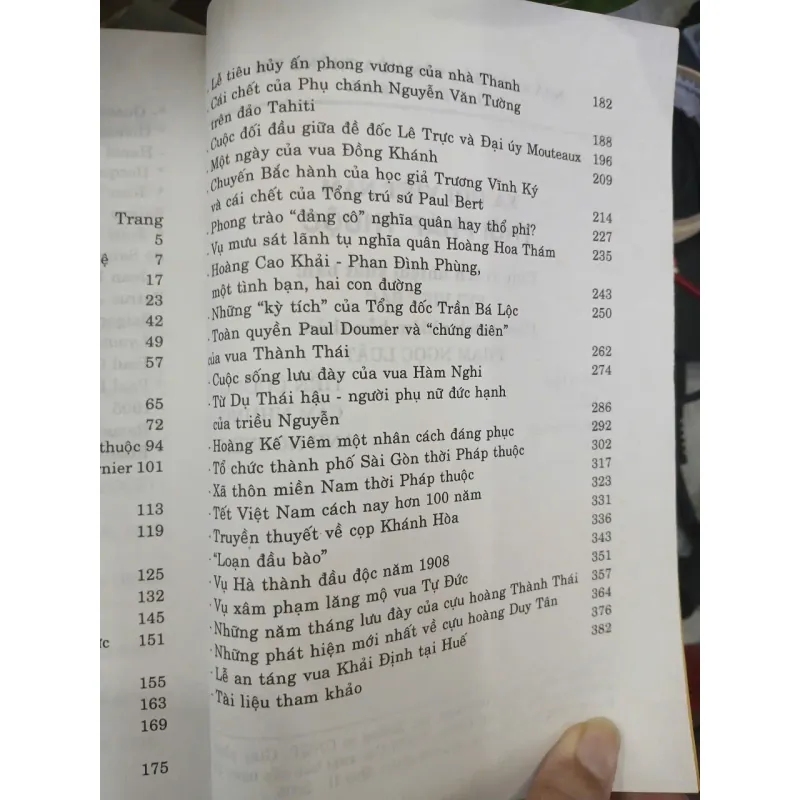 Trang
5
ệ 7
17
23
42
49
57
65
72
thuộc 94
rnier 101
113
119
125
132
145
ức 151
155
163
169
175
· Lễ tiêu hủy ấn phong vương của nhà Thanh 182
· Cái chết của Phụ chánh Nguyễn Văn Tường
trên đảo Tahiti 188
· Cuộc đối đầu giữa đề đốc Lê Trực và Đại úy Mouteaux 196
· Một ngày của vua Đồng Khánh 209
· Chuyến Bắc hành của học giả Trương Vĩnh Ký
và cái chết của Tổng trú sứ Paul Bert 214
· Phong trào “đảng cô” nghĩa quân hay thổ phỉ? 227
· Vụ mưu sát lãnh tụ nghĩa quân Hoàng Hoa Thám 235
· Hoàng Cao Khải - Phan Đình Phùng,
một tình bạn, hai con đường 243
· Những “kỳ tích” của Tổng đốc Trần Bá Lộc 250
· Toàn quyền Paul Doumer và “chứng điên”
của vua Thành Thái 262
· Cuộc sống lưu đày của vua Hàm Nghi 274
· Từ Dụ Thái hậu - người phụ nữ đức hạnh
của triều Nguyễn 286
· Hoàng Kế Viêm một nhân cách đáng phục 292
· Tổ chức thành phố Sài Gòn thời Pháp thuộc 302
· Xã thôn miền Nam thời Pháp thuộc 317
· Tết Việt Nam cách nay hơn 100 năm 323
· Truyền thuyết về cọp Khánh Hòa 331
· “Loạn đầu bào” 336
· Vụ Hà thành đầu độc năm 1908 343
· Vụ xâm phạm lăng mộ vua Tự Đức 351
· Những năm tháng lưu đày của cựu hoàng Thành Thái 357
· Những phát hiện mới nhất về cựu hoàng Duy Tân 364
· Lễ an táng vua Khải Định tại Huế 376
· Tài liệu tham khảo 382